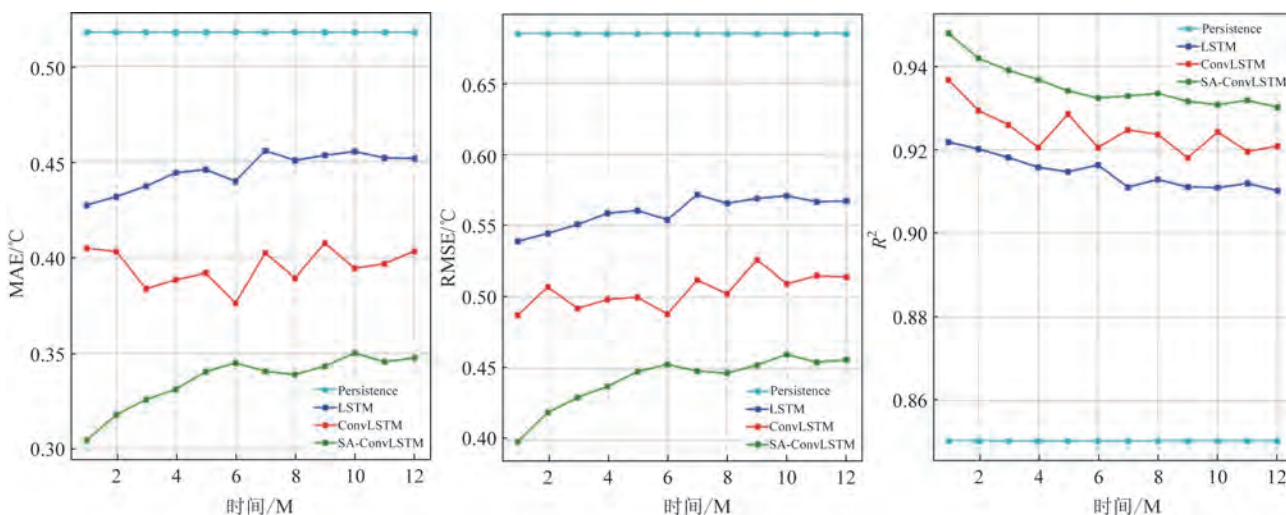 MAE/℃
0.50
0.45
0.40
0.35
0.30
2 4 6 8 10 12
时间/M
Persistence
LSTM
ConvLSTM
SA-ConvLSTM
RMSE/℃
0.65
0.60
0.55
0.50
0.45
0.40
2 4 6 8 10 12
时间/M
Persistence
LSTM
ConvLSTM
SA-ConvLSTM
R²
0.94
0.92
0.90
0.88
0.86
2 4 6 8 10 12
时间/M
Persistence
LSTM
ConvLSTM
SA-ConvLSTM